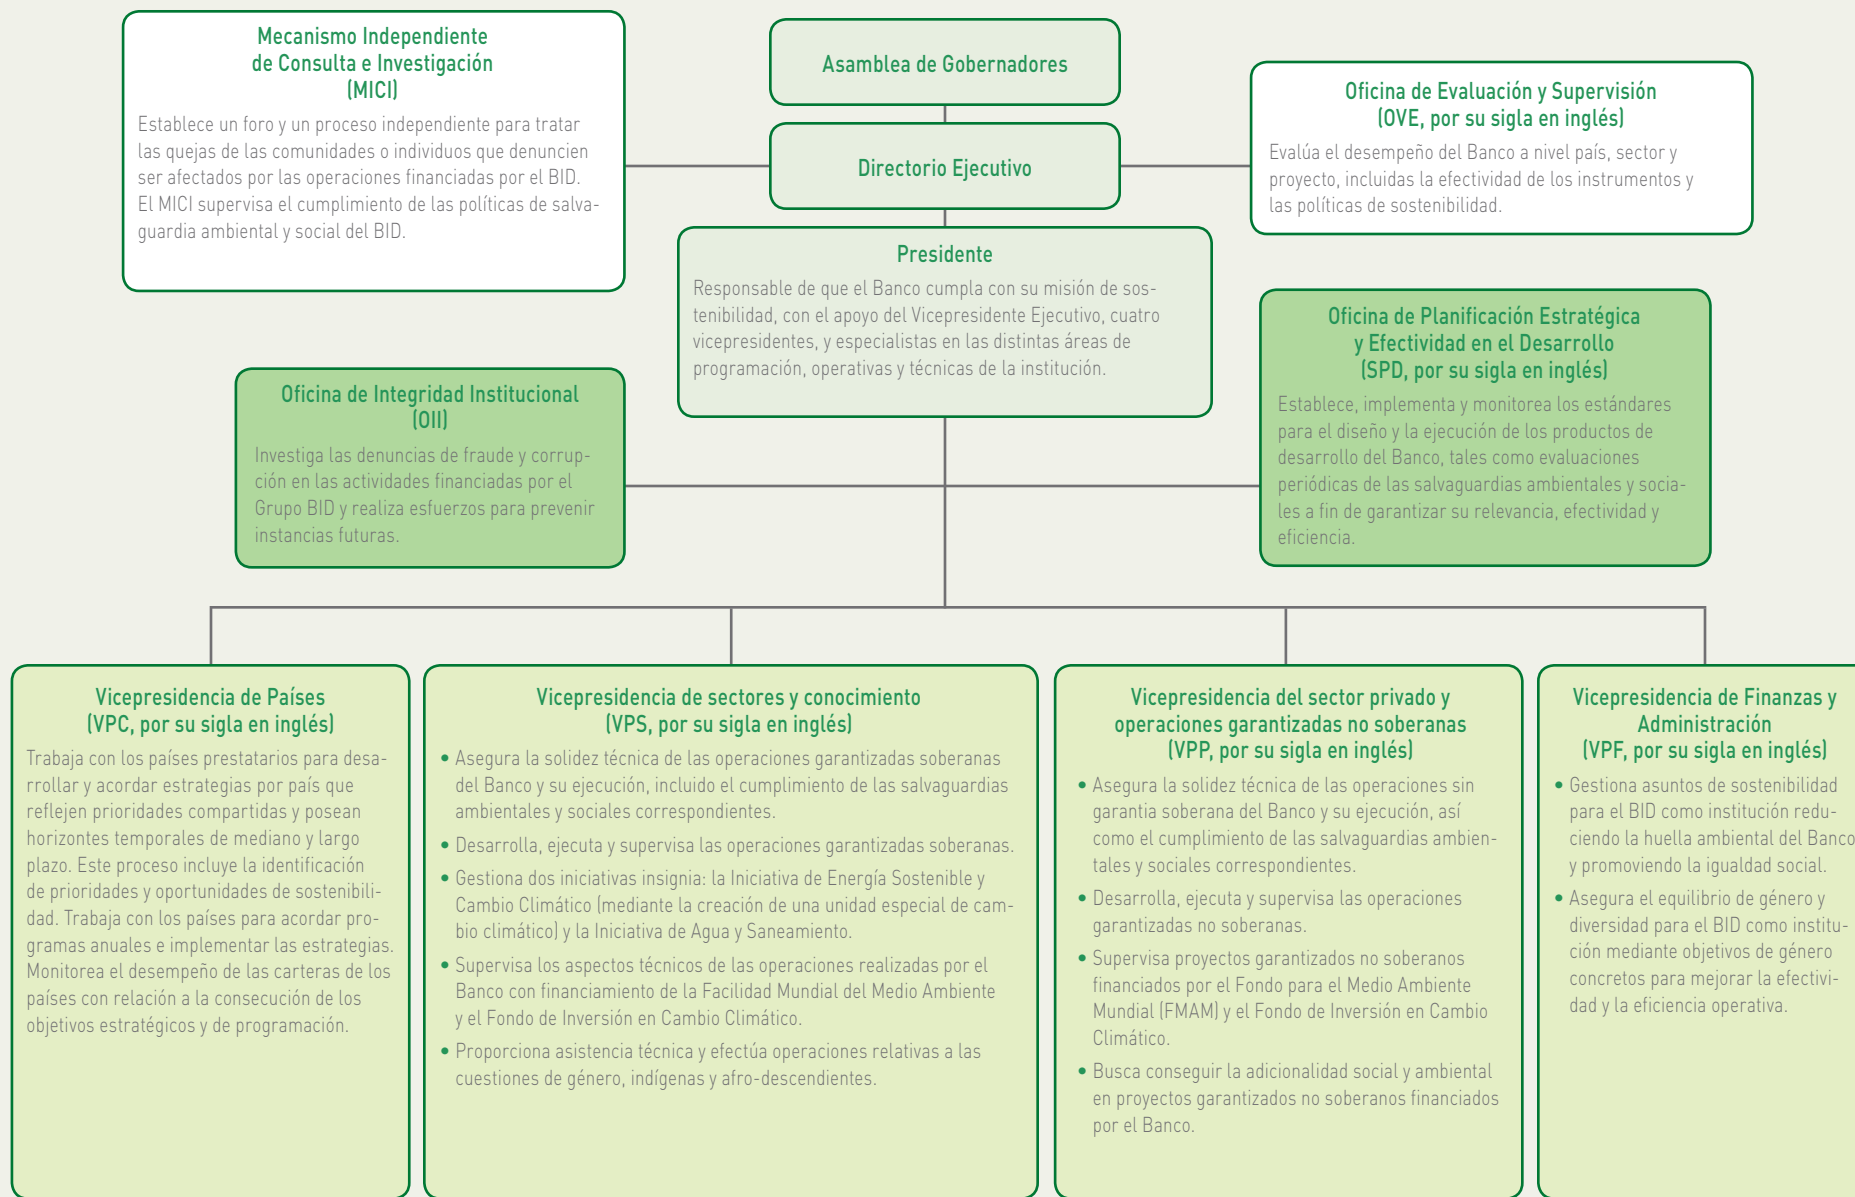 Mecanismo Independiente
de Consulta e Investigación
(MICI)
Establece un foro y un proceso independiente para tratar
las quejas de las comunidades o individuos que denuncien
ser afectados por las operaciones financiadas por el BID.
El MICI supervisa el cumplimiento de las políticas de salva-
guardia ambiental y social del BID.
Asamblea de Gobernadores
Directorio Ejecutivo
Oficina de Evaluación y Supervisión
(OVE, por su sigla en inglés)
Evalúa el desempeño del Banco a nivel país, sector y
proyecto, incluidas la efectividad de los instrumentos y
las políticas de sostenibilidad.
Presidente
Responsable de que el Banco cumpla con su misión de sos-
tenibilidad, con el apoyo del Vicepresidente Ejecutivo, cuatro
vicepresidentes, y especialistas en las distintas áreas de
programación, operativas y técnicas de la institución.
Oficina de Integridad Institucional
(OII)
Investiga las denuncias de fraude y corrup-
ción en las actividades financiadas por el
Grupo BID y realiza esfuerzos para prevenir
instancias futuras.
Oficina de Planificación Estratégica
y Efectividad en el Desarrollo
(SPD, por su sigla en inglés)
Establece, implementa y monitorea los estándares
para el diseño y la ejecución de los productos de
desarrollo del Banco, tales como evaluaciones
periódicas de las salvaguardias ambientales y socia-
les a fin de garantizar su relevancia, efectividad y
eficiencia.
Vicepresidencia de Países
(VPC, por su sigla en inglés)
Trabaja con los países prestatarios para desa-
rrollar y acordar estrategias por país que
reflejen prioridades compartidas y posean
horizontes temporales de mediano y largo
plazo. Este proceso incluye la identificación
de prioridades y oportunidades de sostenibili-
dad. Trabaja con los países para acordar pro-
gramas anuales e implementar las estrategias.
Monitorea el desempeño de las carteras de los
países con relación a la consecución de los
objetivos estratégicos y de programación.
Vicepresidencia de sectores y conocimiento
(VPS, por su sigla en inglés)
• Asegura la solidez técnica de las operaciones garantizadas soberanas
del Banco y su ejecución, incluido el cumplimiento de las salvaguardias
ambientales y sociales correspondientes.
• Desarrolla, ejecuta y supervisa las operaciones garantizadas soberanas.
• Gestiona dos iniciativas insignia: la Iniciativa de Energía Sostenible y
Cambio Climático (mediante la creación de una unidad especial de cam-
bio climático) y la Iniciativa de Agua y Saneamiento.
• Supervisa los aspectos técnicos de las operaciones realizadas por el
Banco con financiamiento de la Facilidad Mundial del Medio Ambiente
y el Fondo de Inversión en Cambio Climático.
• Proporciona asistencia técnica y efectúa operaciones relativas a las
cuestiones de género, indígenas y afro-descendientes.
Vicepresidencia del sector privado y
operaciones garantizadas no soberanas
(VPP, por su sigla en inglés)
• Asegura la solidez técnica de las operaciones sin
garantia soberana del Banco y su ejecución, así
como el cumplimiento de las salvaguardias ambien-
tales y sociales correspondientes.
• Desarrolla, ejecuta y supervisa las operaciones
garantizadas no soberanas.
• Supervisa proyectos garantizados no soberanos
financiados por el Fondo para el Medio Ambiente
Mundial (FMAM) y el Fondo de Inversión en Cambio
Climático.
• Busca conseguir la adicionalidad social y ambiental
en proyectos garantizados no soberanos financiados
por el Banco.
Vicepresidencia de Finanzas y
Administración
(VPF, por su sigla en inglés)
• Gestiona asuntos de sostenibilidad
para el BID como institución redu-
ciendo la huella ambiental del Banco
y promoviendo la igualdad social.
• Asegura el equilibrio de género y
diversidad para el BID como institu-
ción mediante objetivos de género
concretos para mejorar la efectivi-
dad y la eficiencia operativa.